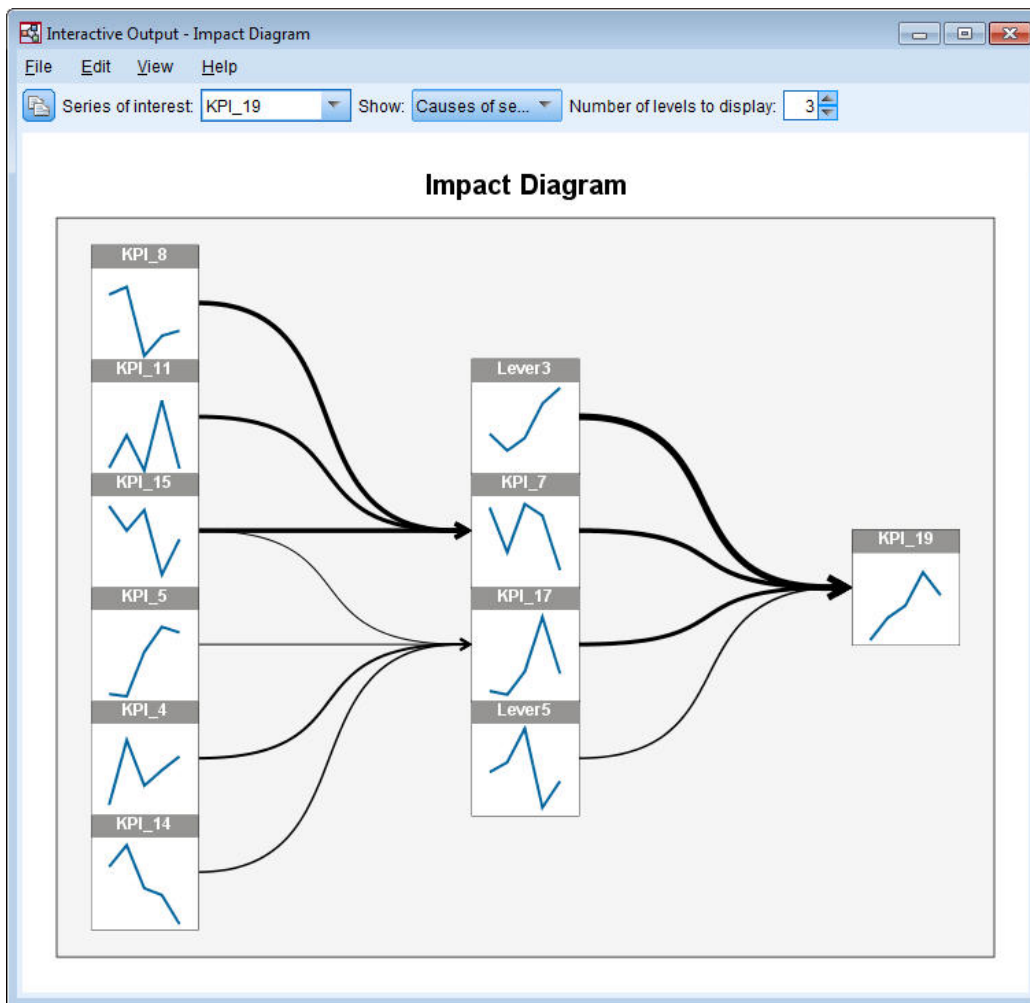 Interactive Output - Impact Diagram
File Edit View Help
Series of interest: KPI_19 Show: Causes of se... Number of levels to display: 3
Impact Diagram
KPI_8
KPI_11
KPI_15
KPI_5
KPI_4
KPI_14
Lever3
KPI_7
KPI_17
Lever5
KPI_19